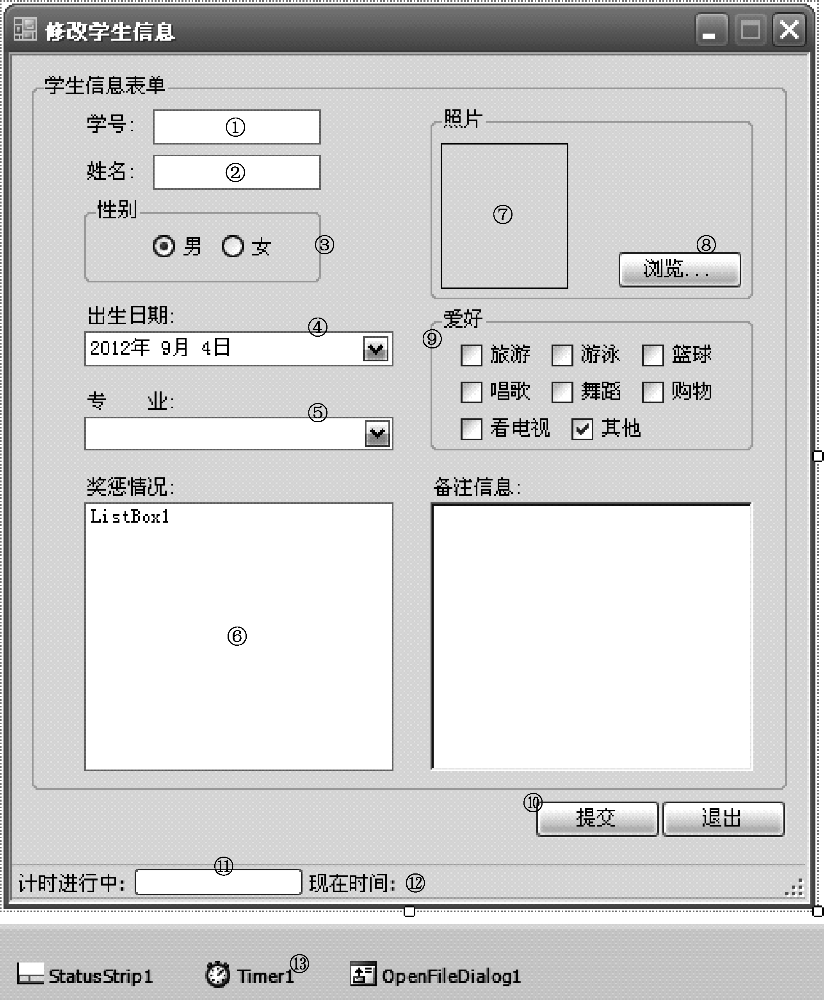 修改学生信息
学生信息表单
学号:
①
姓名:
②
性别
男
女
③
出生日期:
④
2012年 9月 4日
专 业:
⑤
奖惩情况:
ListBox1
⑥
照片
⑦
⑧
浏览...
爱好
⑨
旅游 游泳 篮球
唱歌 舞蹈 购物
看电视 其他
备注信息:
⑩
提交
退出
计时进行中:
⑪
现在时间:
⑫
StatusStrip1
Timer1
⑬
OpenFileDialog1